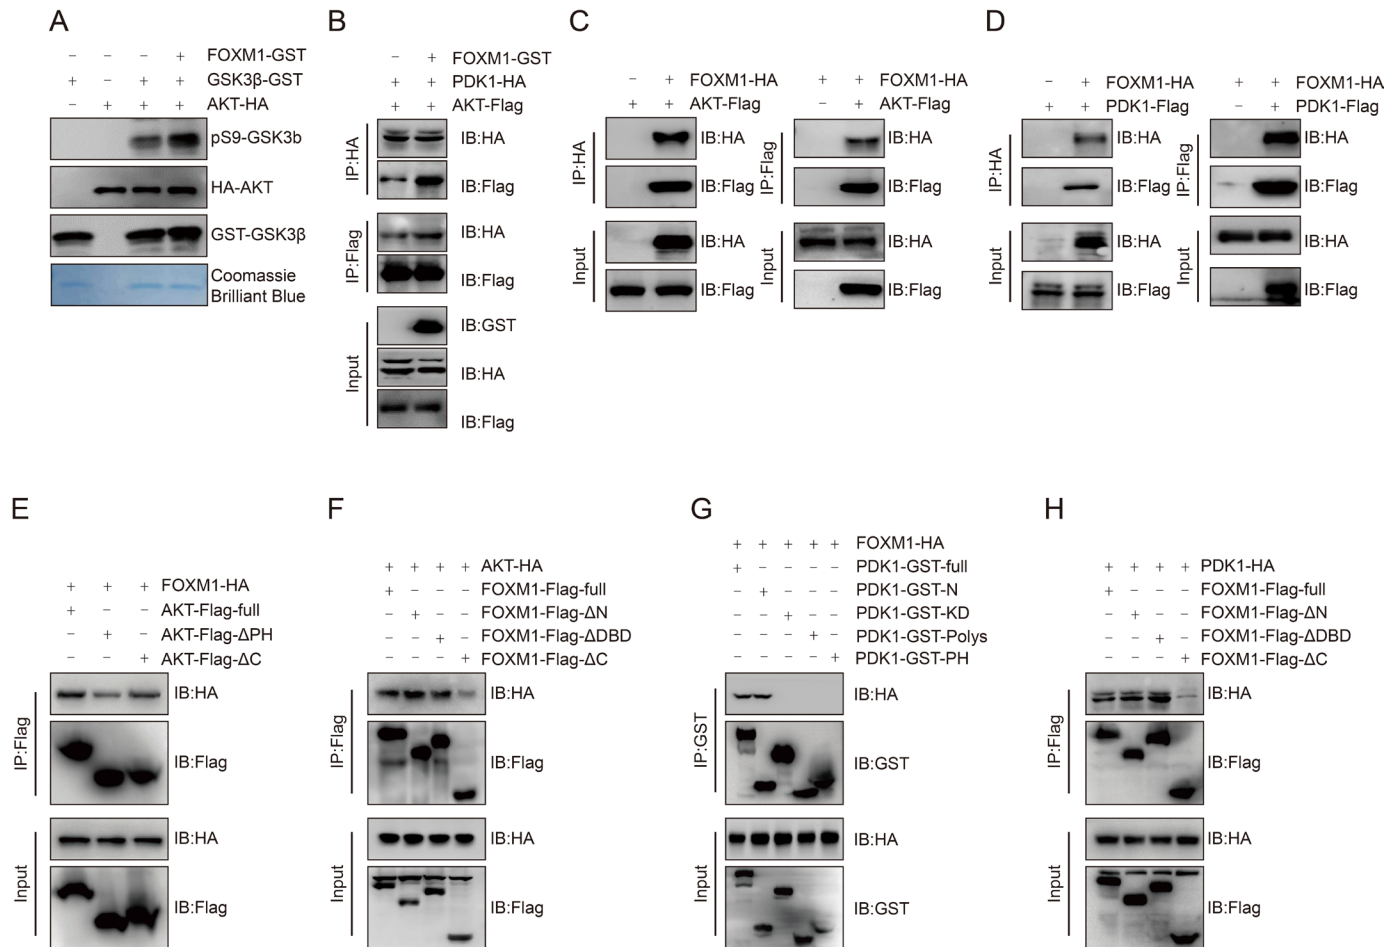 A
− − − + FOXM1-GST
+ − + + GSK3β-GST
− + + + AKT-HA
pS9-GSK3b
HA-AKT
GST-GSK3β
Coomassie
Brilliant Blue
B
− + FOXM1-GST
+ + PDK1-HA
+ + AKT-Flag
IP:HA
IB:HA
IB:Flag
IP:Flag
IB:HA
IB:Flag
Input
IB:GST
IB:HA
IB:Flag
C
− + FOXM1-HA
+ + AKT-Flag
IP:HA
IB:HA
IB:Flag
Input
IB:HA
IB:Flag
+ + FOXM1-HA
− + AKT-Flag
IP:Flag
IB:HA
IB:Flag
Input
IB:HA
IB:Flag
D
− + FOXM1-HA
+ + PDK1-Flag
IP:HA
IB:HA
IB:Flag
Input
IB:HA
IB:Flag
+ + FOXM1-HA
− + PDK1-Flag
IP:Flag
IB:HA
IB:Flag
Input
IB:HA
IB:Flag
E
+ + + FOXM1-HA
+ − − AKT-Flag-full
− + − AKT-Flag-ΔPH
− − + AKT-Flag-ΔC
IP:Flag
IB:HA
IB:Flag
Input
IB:HA
IB:Flag
F
+ + + + AKT-HA
+ − − − FOXM1-Flag-full
− + − − FOXM1-Flag-ΔN
− − + − FOXM1-Flag-ΔDBD
− − − + FOXM1-Flag-ΔC
IP:Flag
IB:HA
IB:Flag
Input
IB:HA
IB:Flag
G
+ + + + + FOXM1-HA
+ − − − − PDK1-GST-full
− + − − − PDK1-GST-N
− − + − − PDK1-GST-KD
− − − + − PDK1-GST-Polys
− − − − + PDK1-GST-PH
IP:GST
IB:HA
IB:GST
Input
IB:HA
IB:GST
H
+ + + + PDK1-HA
+ − − − FOXM1-Flag-full
− + − − FOXM1-Flag-ΔN
− − + − FOXM1-Flag-ΔDBD
− − − + FOXM1-Flag-ΔC
IP:Flag
IB:HA
IB:Flag
Input
IB:HA
IB:Flag